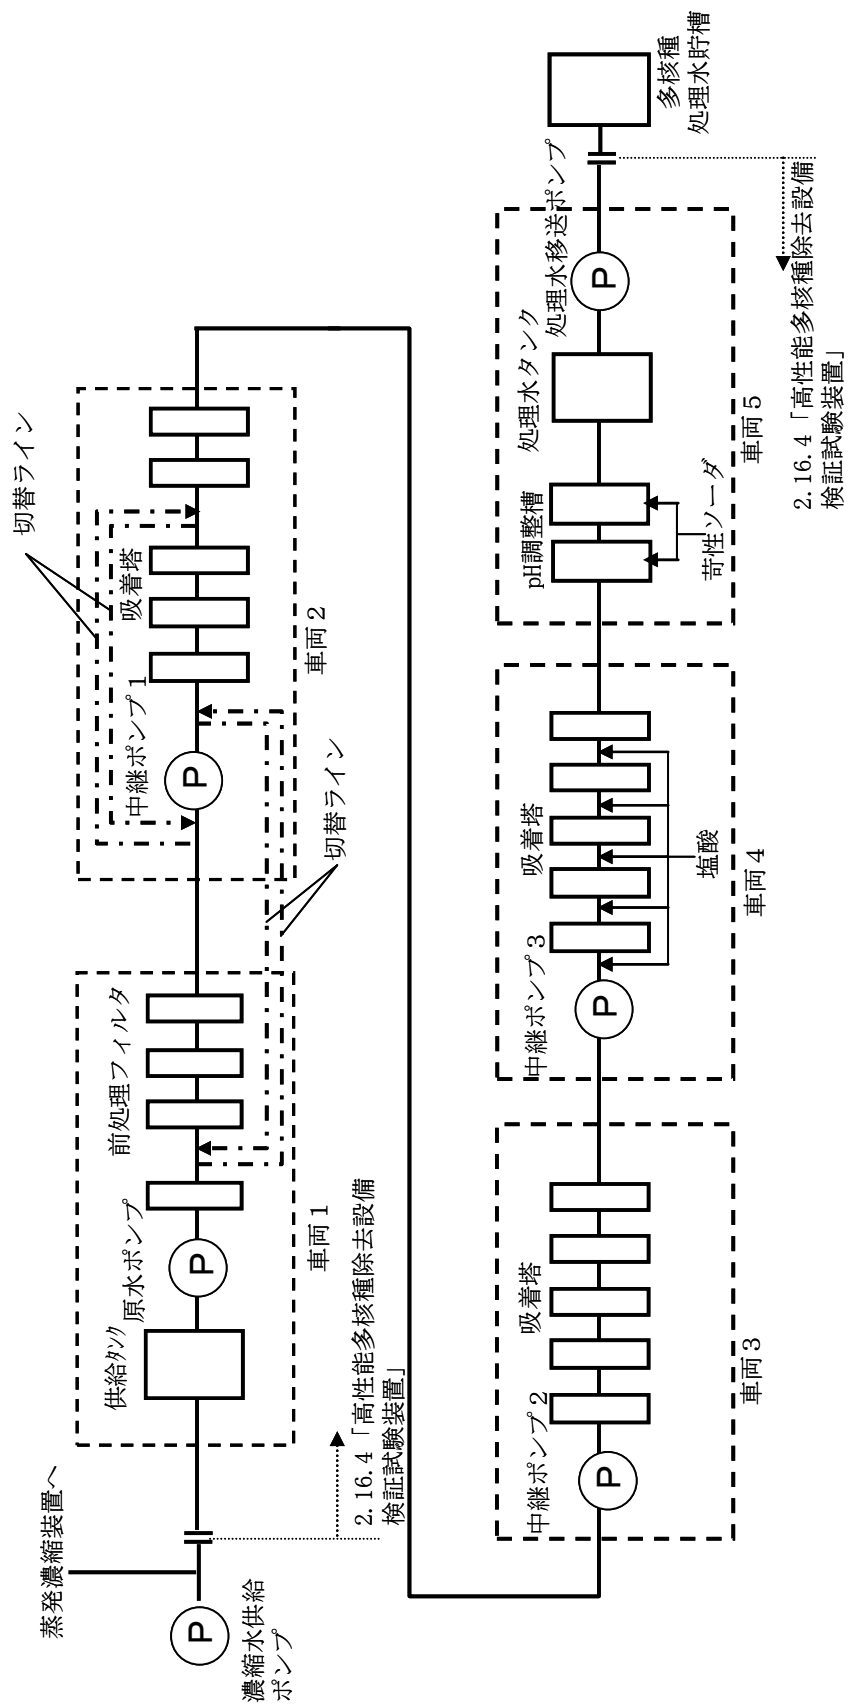 蒸発濃縮装置へ
濃縮水供給
ポンプ
P
2.16.4「高性能多核種除去設備
検証試験装置」
供給ﾀﾝｸ
P
原水ポンプ
前処理フィルタ
車両1
切替ライン
P
中継ポンプ1
吸着塔
切替ライン
車両2
P
中継ポンプ2
吸着塔
車両3
P
中継ポンプ3
吸着塔
塩酸
車両4
pH調整槽
苛性ソーダ
処理水タンク
P
処理水移送ポンプ
車両5
2.16.4「高性能多核種除去設備
検証試験装置」
多核種
処理水貯槽